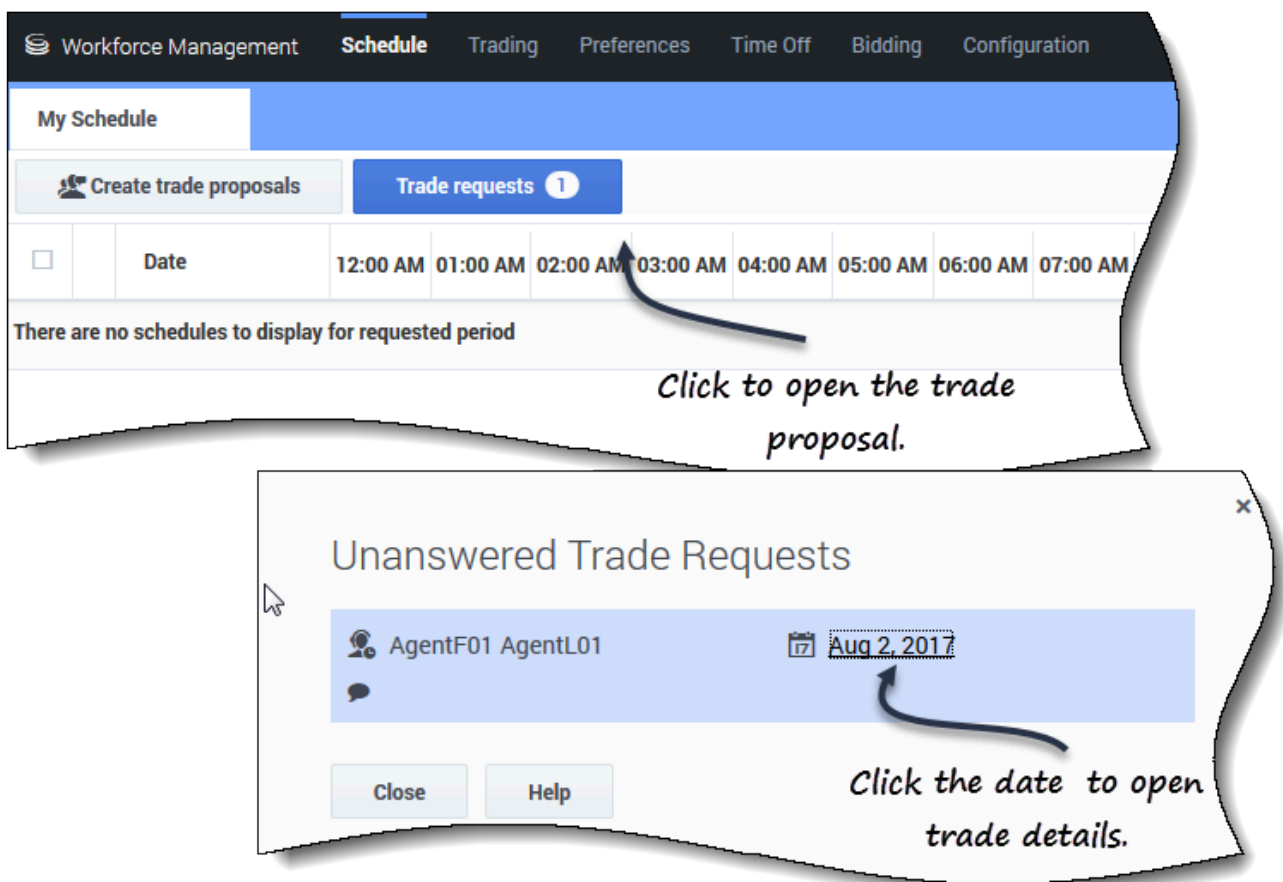 Workforce Management Schedule Trading Preferences Time Off Bidding Configuration
My Schedule
Create trade proposals Trade requests 1
Date 12:00 AM 01:00 AM 02:00 AM 03:00 AM 04:00 AM 05:00 AM 06:00 AM 07:00 AM
There are no schedules to display for requested period
Click to open the trade
proposal.
×
Unanswered Trade Requests
AgentF01 AgentL01 17 Aug 2, 2017
Close Help
Click the date to open
trade details.